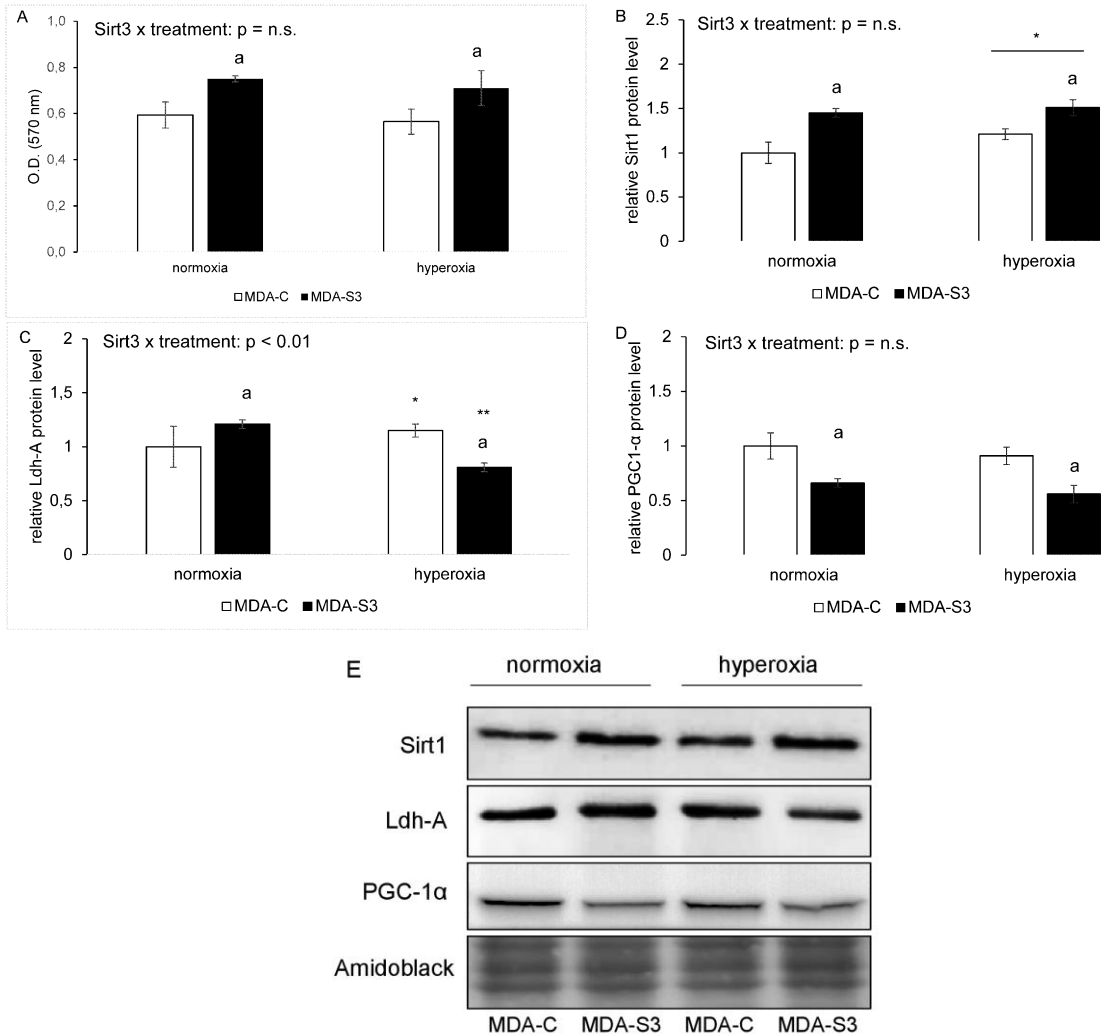 A
Sirt3 x treatment: p = n.s.
O.D. (570 nm)
0,0
0,2
0,4
0,6
0,8
1,0
a
a
normoxia
hyperoxia
MDA-C
MDA-S3
B
Sirt3 x treatment: p = n.s.
relative Sirt1 protein level
0
0.5
1
1.5
2
2.5
*
a
a
normoxia
hyperoxia
MDA-C
MDA-S3
C
Sirt3 x treatment: p < 0.01
relative Ldh-A protein level
0
0,5
1
1,5
2
a
*
**
a
normoxia
hyperoxia
MDA-C
MDA-S3
D
Sirt3 x treatment: p = n.s.
relative PGC1-α protein level
0
0.5
1
1.5
2
a
a
normoxia
hyperoxia
MDA-C
MDA-S3
E
normoxia
hyperoxia
Sirt1
Ldh-A
PGC-1α
Amidoblack
MDA-C MDA-S3 MDA-C MDA-S3